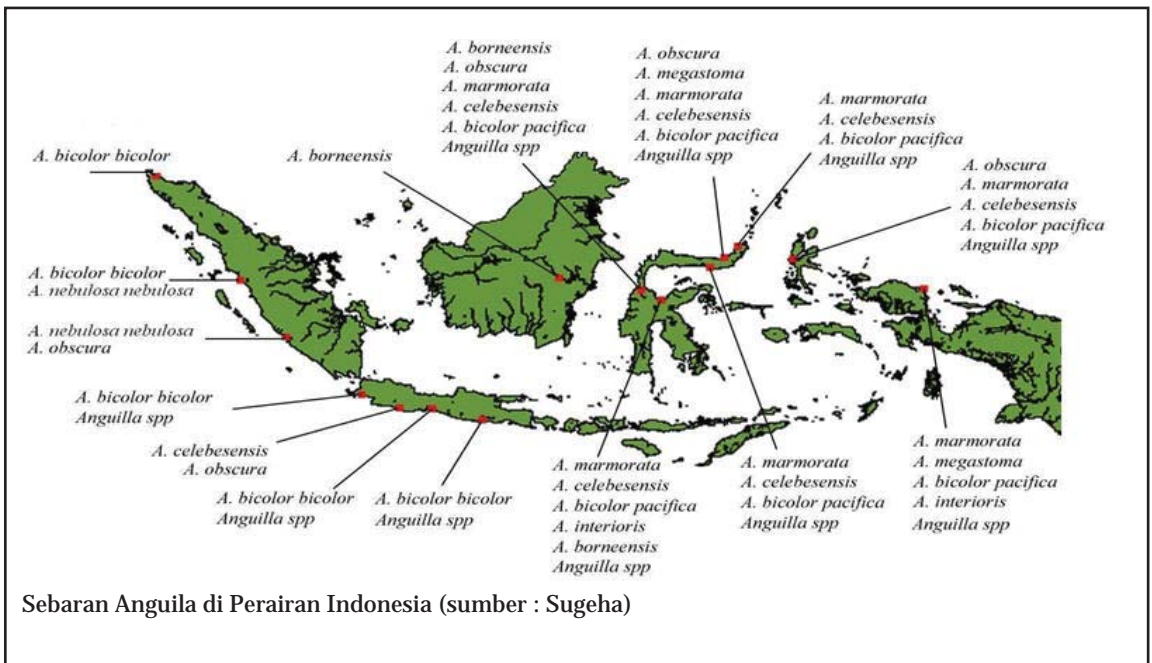 A. borneensis
A. obscura
A. marmorata
A. celebesensis
A. bicolor pacifica
Anguilla spp
A. obscura
A. megastoma
A. marmorata
A. celebesensis
A. bicolor pacifica
Anguilla spp
A. marmorata
A. celebesensis
A. bicolor pacifica
Anguilla spp
A. bicolor bicolor
A. borneensis
A. obscura
A. marmorata
A. celebesensis
A. bicolor pacifica
Anguilla spp
A. bicolor bicolor
A. nebulosa nebulosa
A. nebulosa nebulosa
A. obscura
A. bicolor bicolor
Anguilla spp
A. celebesensis
A. obscura
A. bicolor bicolor
Anguilla spp
A. bicolor bicolor
Anguilla spp
A. marmorata
A. celebesensis
A. bicolor pacifica
A. interioris
A. borneensis
Anguilla spp
A. marmorata
A. celebesensis
A. bicolor pacifica
Anguilla spp
A. marmorata
A. megastoma
A. bicolor pacifica
A. interioris
Anguilla spp
Sebaran Anguila di Perairan Indonesia (sumber : Sugeha)